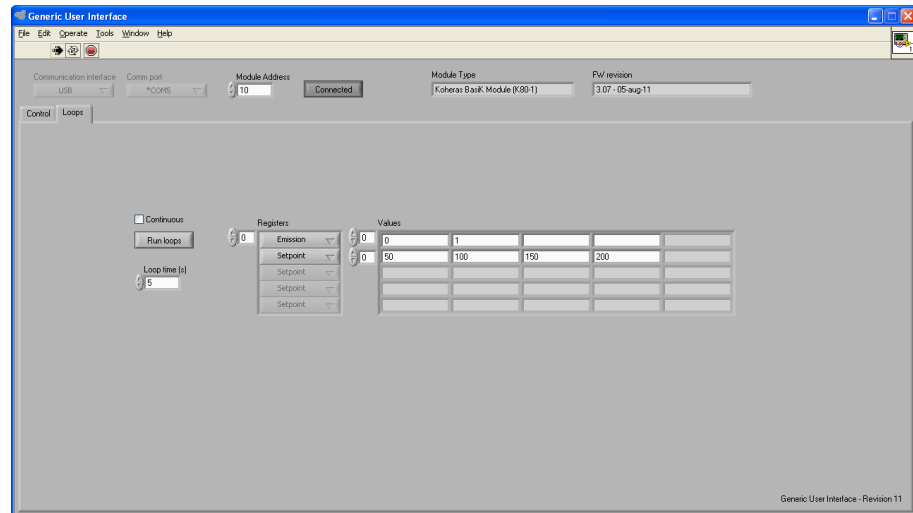 Generic User Interface
File Edit Operate Tools Window Help
Communication interface Comm port Module Address Module Type FW revision
USB *COM5 10 Connected Koheras BasiK Module (K80-1) 3.07 - 05-aug-11
Control Loops
Continuous
Registers Values
Run loops 0 Emission 0 0 1
Setpoint 0 50 100 150 200
Loop time (s) Setpoint
5 Setpoint
Setpoint
Generic User Interface - Revision 11